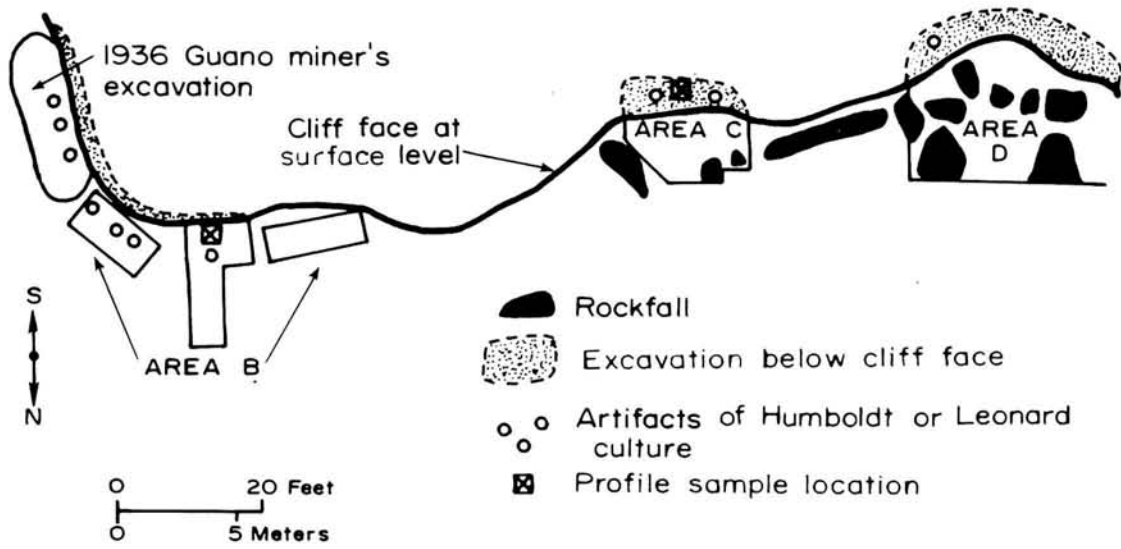 1936 Guano miner's
excavation
Cliff face at
surface level
AREA C
AREA
D
AREA B
S
N
Rockfall
Excavation below cliff face
Artifacts of Humboldt or Leonard
culture
Profile sample location
0 20 Feet
0 5 Meters